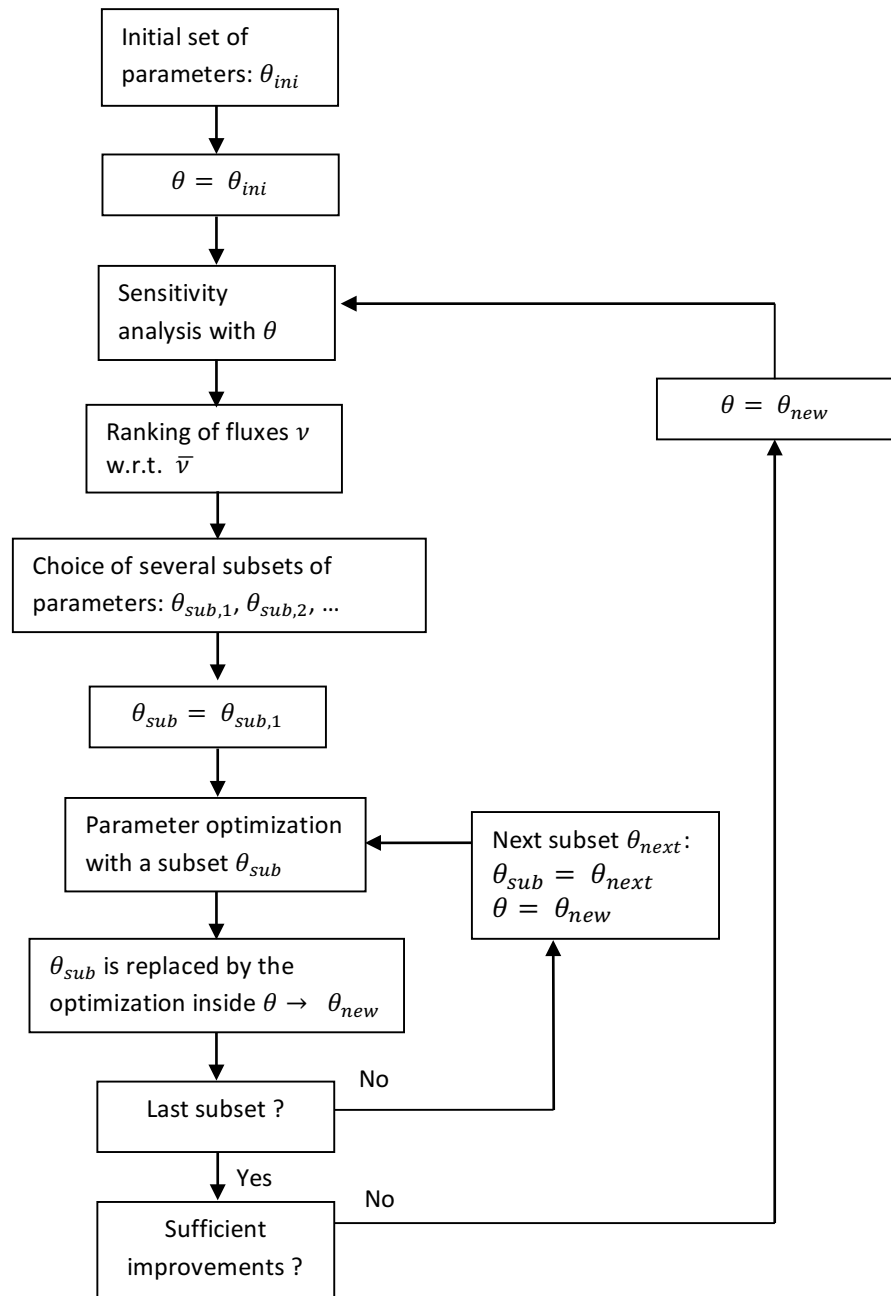 Initial set of
parameters: θ_ini
θ = θ_ini
Sensitivity
analysis with θ
θ = θ_new
Ranking of fluxes ν
w.r.t. ν̅
Choice of several subsets of
parameters: θ_sub,1, θ_sub,2, …
θ_sub = θ_sub,1
Parameter optimization
with a subset θ_sub
Next subset θ_next:
θ_sub = θ_next
θ = θ_new
θ_sub is replaced by the
optimization inside θ → θ_new
No
Last subset ?
Yes
No
Sufficient
improvements ?